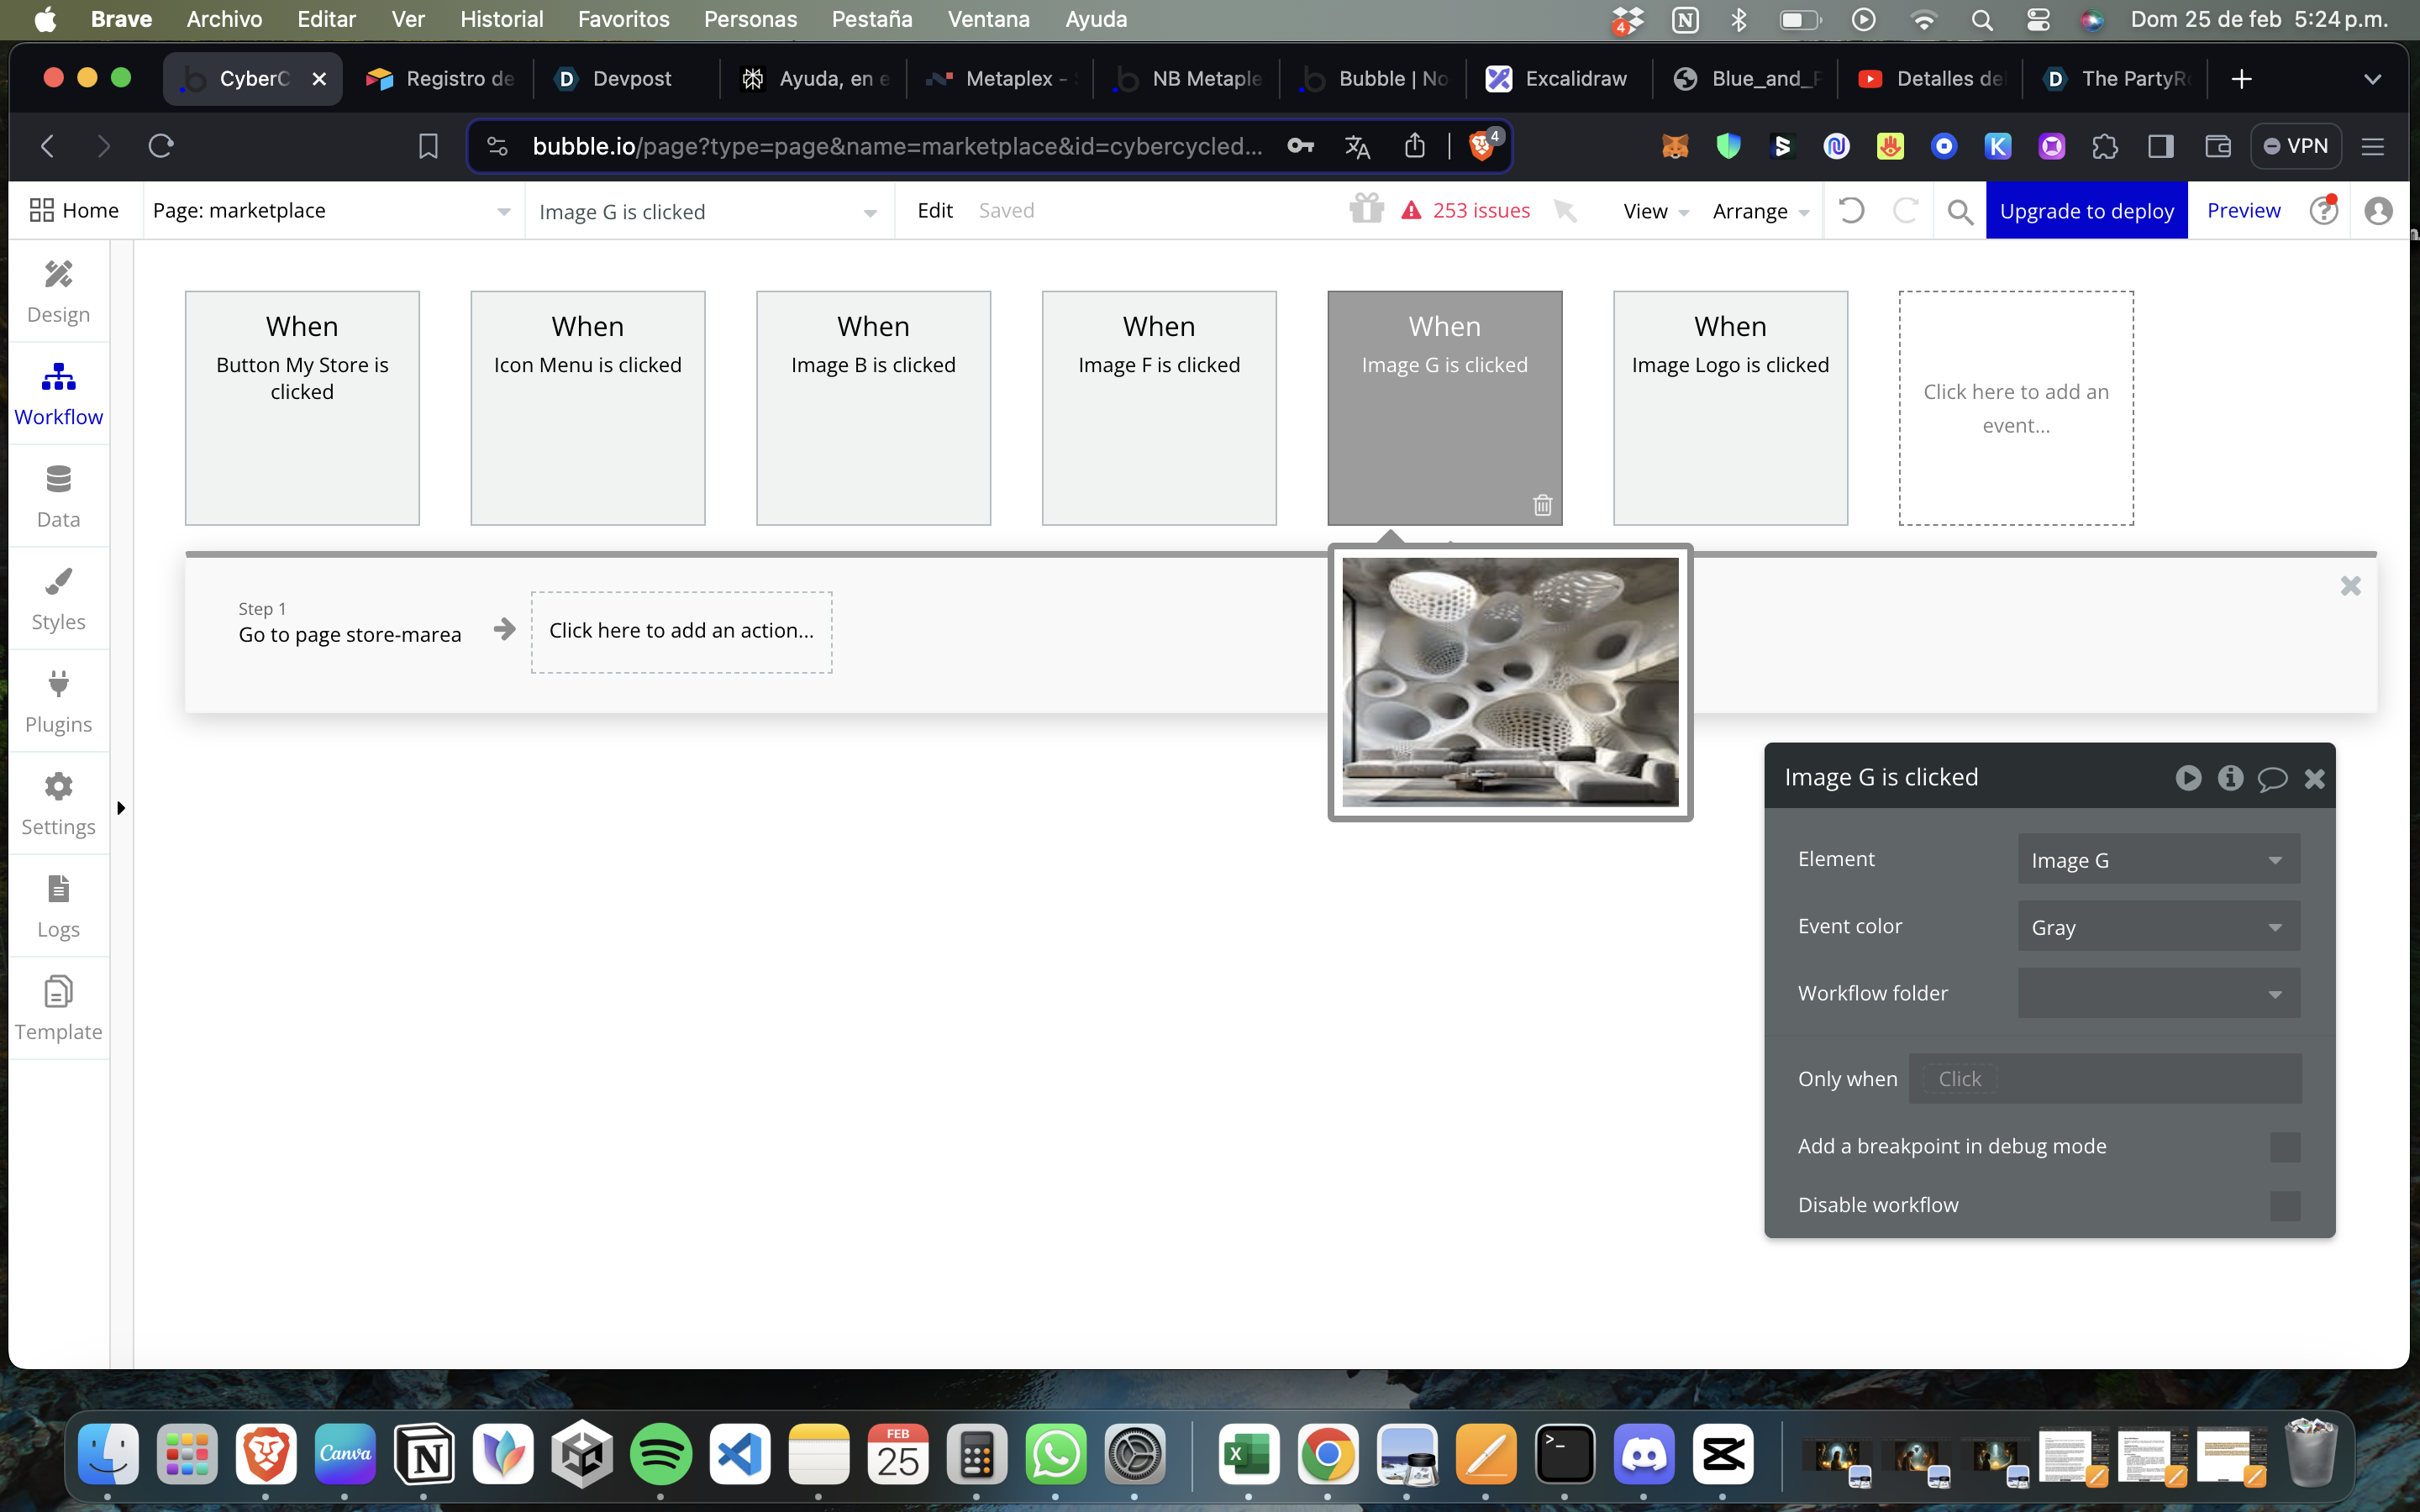 Brave Archivo Editar Ver Historial Favoritos Personas Pestaña Ventana Ayuda
4
Dom 25 de feb 5:24 p.m.
CyberC
Registro de
Devpost
Ayuda, en e
Metaplex -
NB Metaple
Bubble | No
Excalidraw
Blue_and_F
Detalles del
The PartyR
bubble.io/page?type=page&name=marketplace&id=cybercycled...
4
VPN
Home
Page: marketplace
Image G is clicked
Edit
Saved
253 issues
View
Arrange
Upgrade to deploy
Preview
Design
Workflow
Data
Styles
Plugins
Settings
Logs
Template
When
Button My Store is
clicked
When
Icon Menu is clicked
When
Image B is clicked
When
Image F is clicked
When
Image G is clicked
When
Image Logo is clicked
Click here to add an
event...
Step 1
Go to page store-marea
Click here to add an action...
Image G is clicked
Element
Image G
Event color
Gray
Workflow folder
Only when
Click
Add a breakpoint in debug mode
Disable workflow
Canva
FEB
25